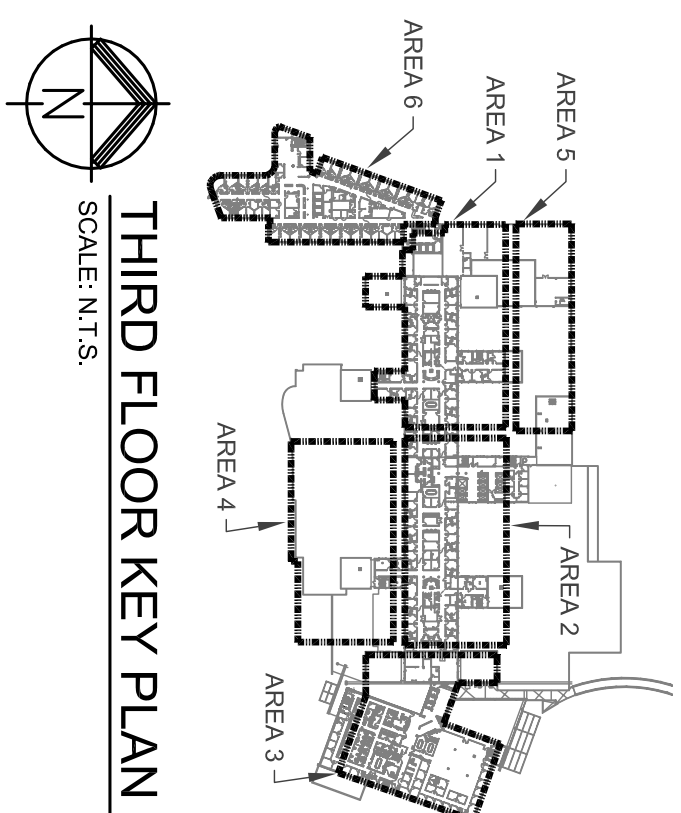 AREA 6
AREA 1
AREA 5
AREA 4
AREA 2
AREA 3
N
THIRD FLOOR KEY PLAN
SCALE: N.T.S.